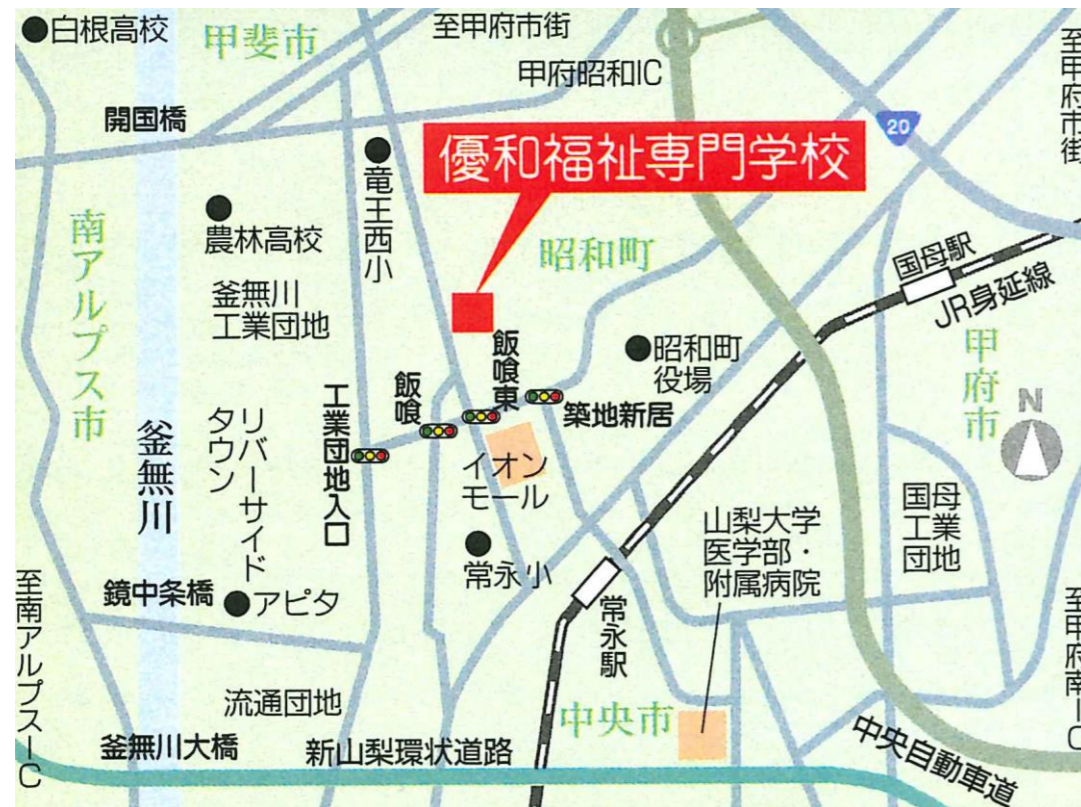 白根高校
甲斐市
至甲府市街
甲府昭和IC
至甲府市街
開国橋
20
優和福祉専門学校
竜王西小
南アルプス市
農林高校
昭和町
国母駅
JR身延線
釜無川
工業団地
甲府市
飯喰東
昭和町
役場
飯喰
工業団地入口
築地新居
N
リバーサイド
タウン
釜無川
イオン
モール
国母
工業
団地
山梨大学
医学部・
附属病院
常永小
至南アルプスIC
鏡中条橋
アピタ
常永駅
至甲府南IC
流通団地
中央市
釜無川大橋
新山梨環状道路
中央自動車道